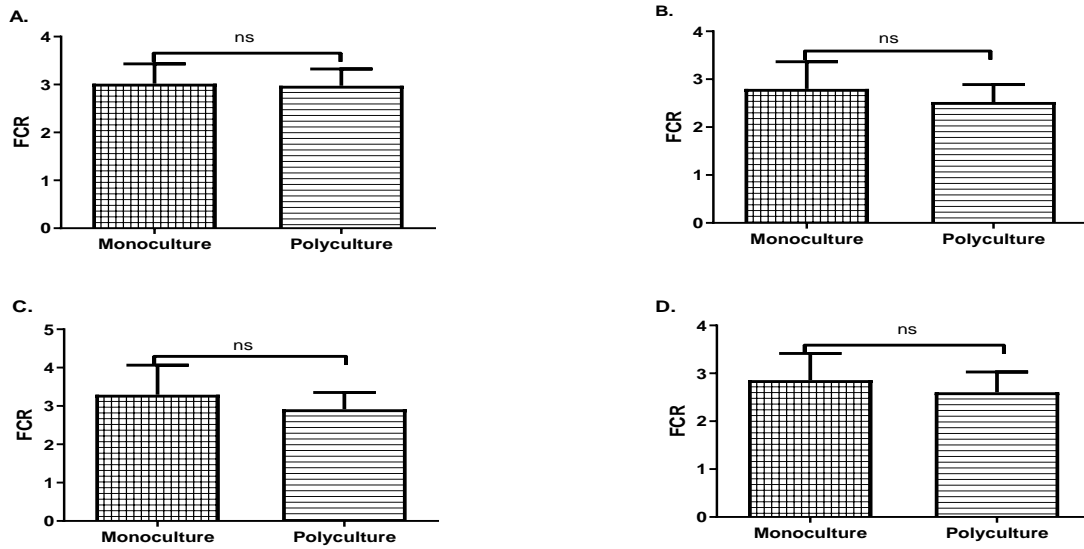 A.
4
3
2
1
0
FCR
ns
Monoculture
Polyculture
B.
4
3
2
1
0
FCR
ns
Monoculture
Polyculture
C.
5
4
3
2
1
0
FCR
ns
Monoculture
Polyculture
D.
4
3
2
1
0
FCR
ns
Monoculture
Polyculture